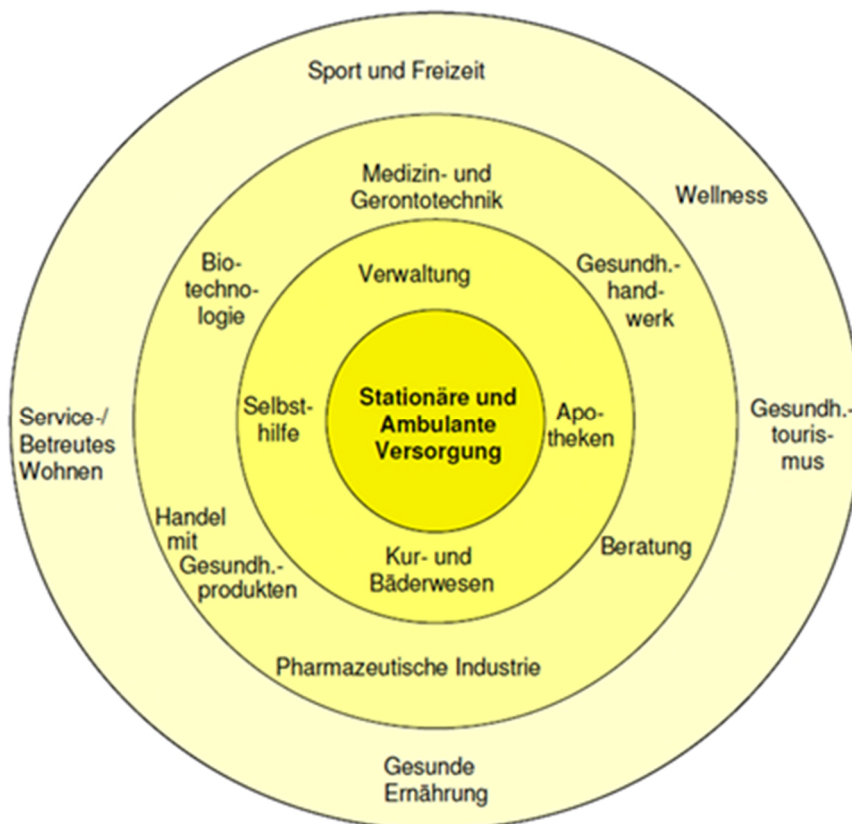 Sport und Freizeit
Medizin- und
Gerontotechnik
Wellness
Bio-
techno-
logie
Verwaltung
Gesundh.-
hand-
werk
Service-/
Betreutes
Wohnen
Selbst-
hilfe
Stationäre und
Ambulante
Versorgung
Apo-
theken
Gesundh.-
touris-
mus
Handel
mit
Gesundh.-
produkten
Kur- und
Bäderwesen
Beratung
Pharmazeutische Industrie
Gesunde
Ernährung